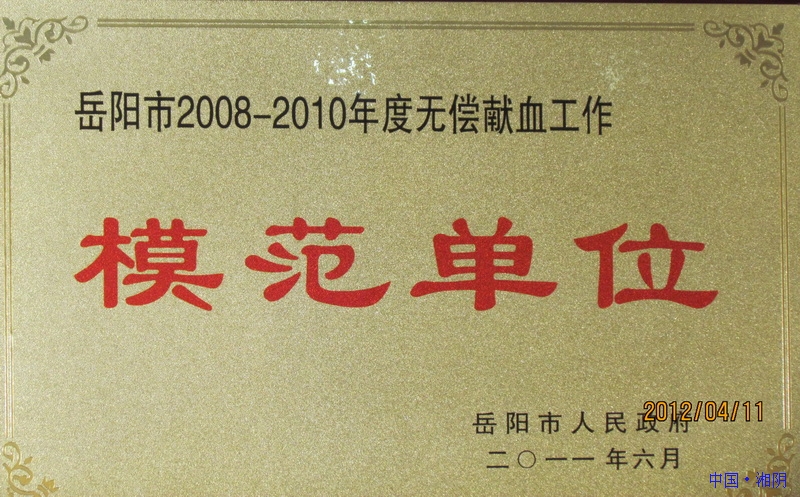 岳阳市2008-2010年度无偿献血工作
模范单位
岳阳市人民政府
2012/04/11
二〇一一年六月
中国·湘阴